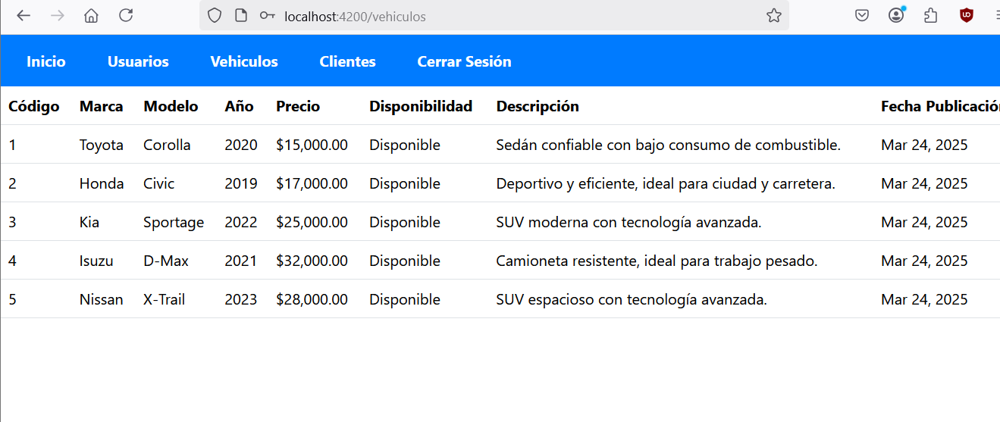 localhost:4200/vehiculos
Inicio Usuarios Vehiculos Clientes Cerrar Sesión
Código Marca Modelo Año Precio Disponibilidad Descripción Fecha Publicación
1 Toyota Corolla 2020 $15,000.00 Disponible Sedán confiable con bajo consumo de combustible. Mar 24, 2025
2 Honda Civic 2019 $17,000.00 Disponible Deportivo y eficiente, ideal para ciudad y carretera. Mar 24, 2025
3 Kia Sportage 2022 $25,000.00 Disponible SUV moderna con tecnología avanzada. Mar 24, 2025
4 Isuzu D-Max 2021 $32,000.00 Disponible Camioneta resistente, ideal para trabajo pesado. Mar 24, 2025
5 Nissan X-Trail 2023 $28,000.00 Disponible SUV espacioso con tecnología avanzada. Mar 24, 2025